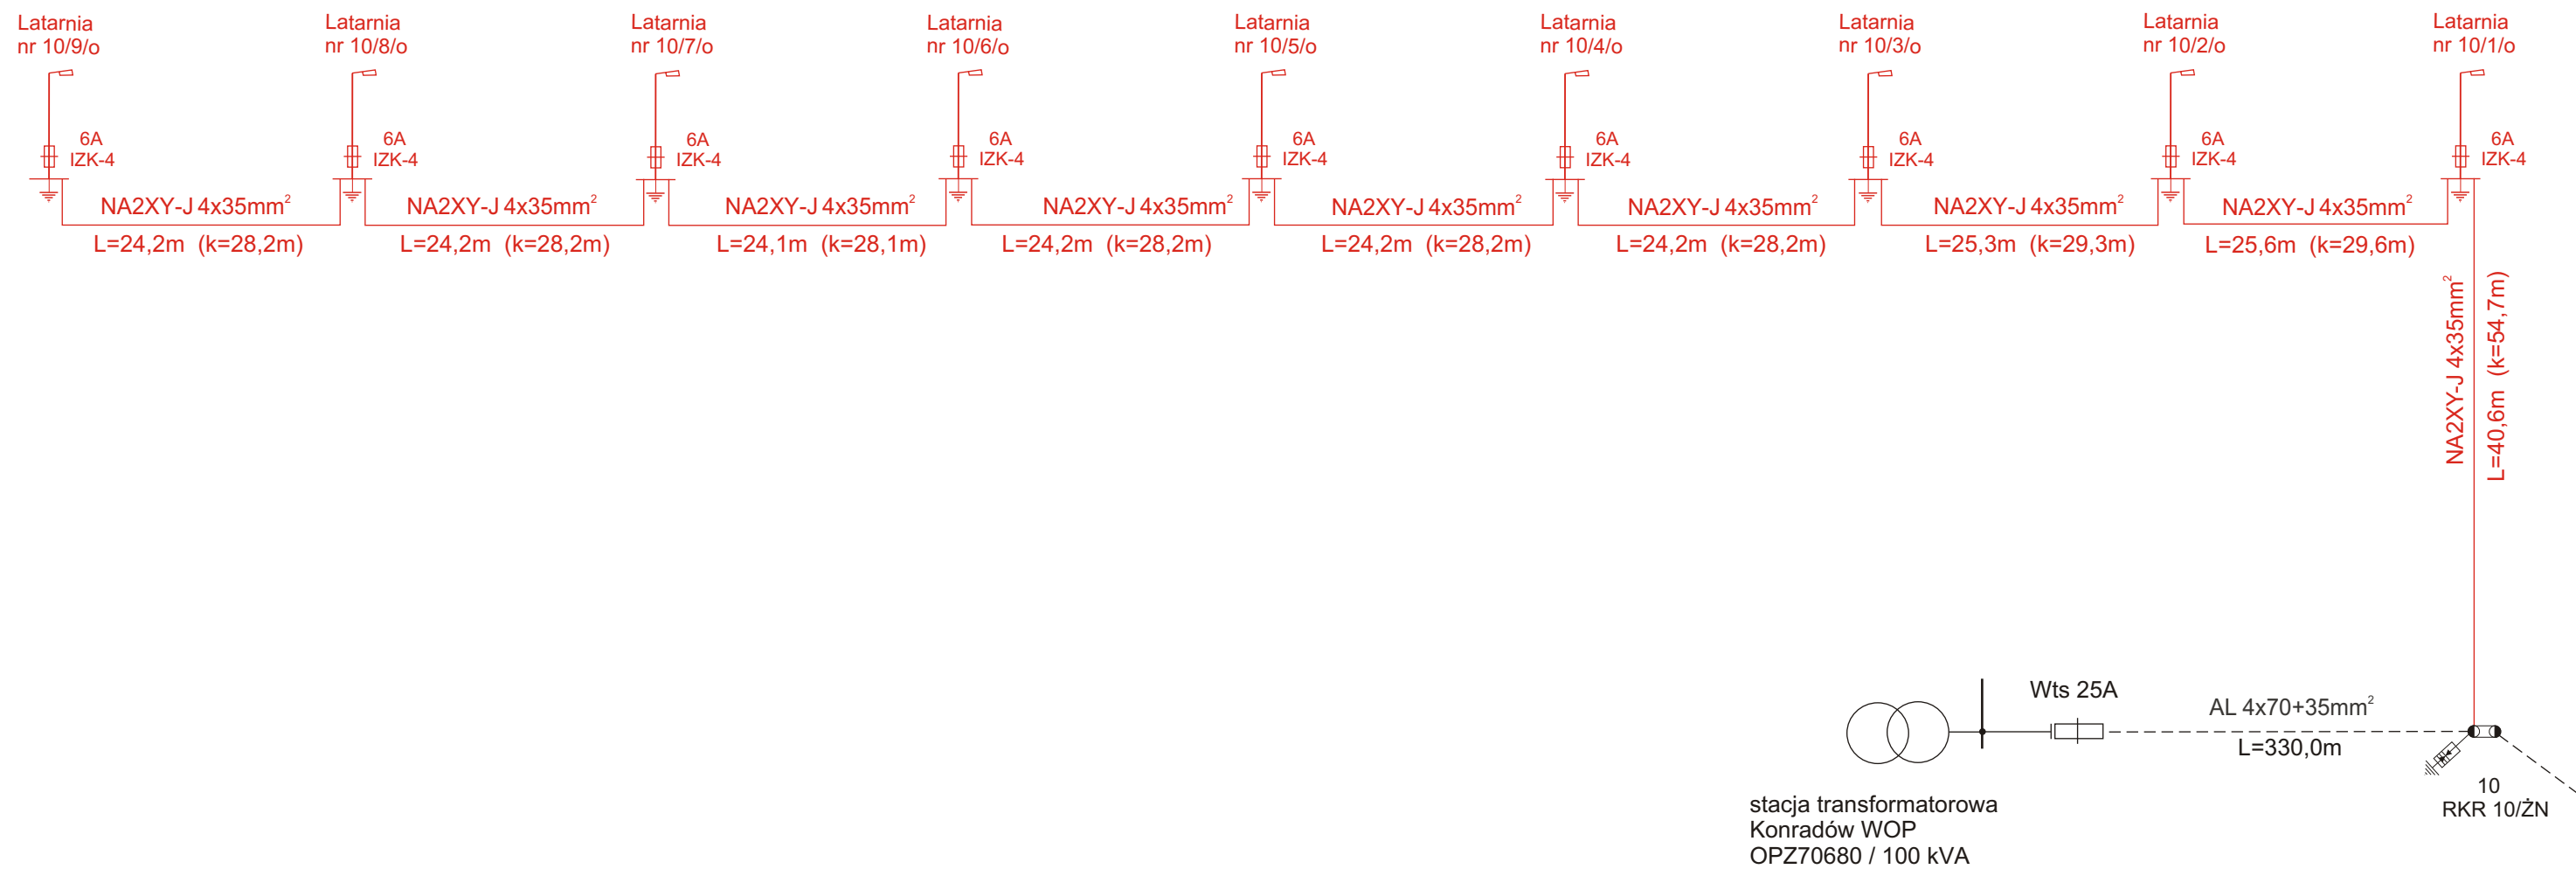 Latarnia
nr 10/9/o
Latarnia
nr 10/8/o
Latarnia
nr 10/7/o
Latarnia
nr 10/6/o
Latarnia
nr 10/5/o
Latarnia
nr 10/4/o
Latarnia
nr 10/3/o
Latarnia
nr 10/2/o
Latarnia
nr 10/1/o
6A
IZK-4
6A
IZK-4
6A
IZK-4
6A
IZK-4
6A
IZK-4
6A
IZK-4
6A
IZK-4
6A
IZK-4
6A
IZK-4
NA2XY-J 4x35mm²
L=24,2m (k=28,2m)
NA2XY-J 4x35mm²
L=24,2m (k=28,2m)
NA2XY-J 4x35mm²
L=24,1m (k=28,1m)
NA2XY-J 4x35mm²
L=24,2m (k=28,2m)
NA2XY-J 4x35mm²
L=24,2m (k=28,2m)
NA2XY-J 4x35mm²
L=24,2m (k=28,2m)
NA2XY-J 4x35mm²
L=25,3m (k=29,3m)
NA2XY-J 4x35mm²
L=25,6m (k=29,6m)
NA2XY-J 4x35mm²
L=40,6m (k=54,7m)
Wts 25A
AL 4x70+35mm²
L=330,0m
10
RKR 10/ŻN
stacja transformatorowa
Konradów WOP
OPZ70680 / 100 kVA